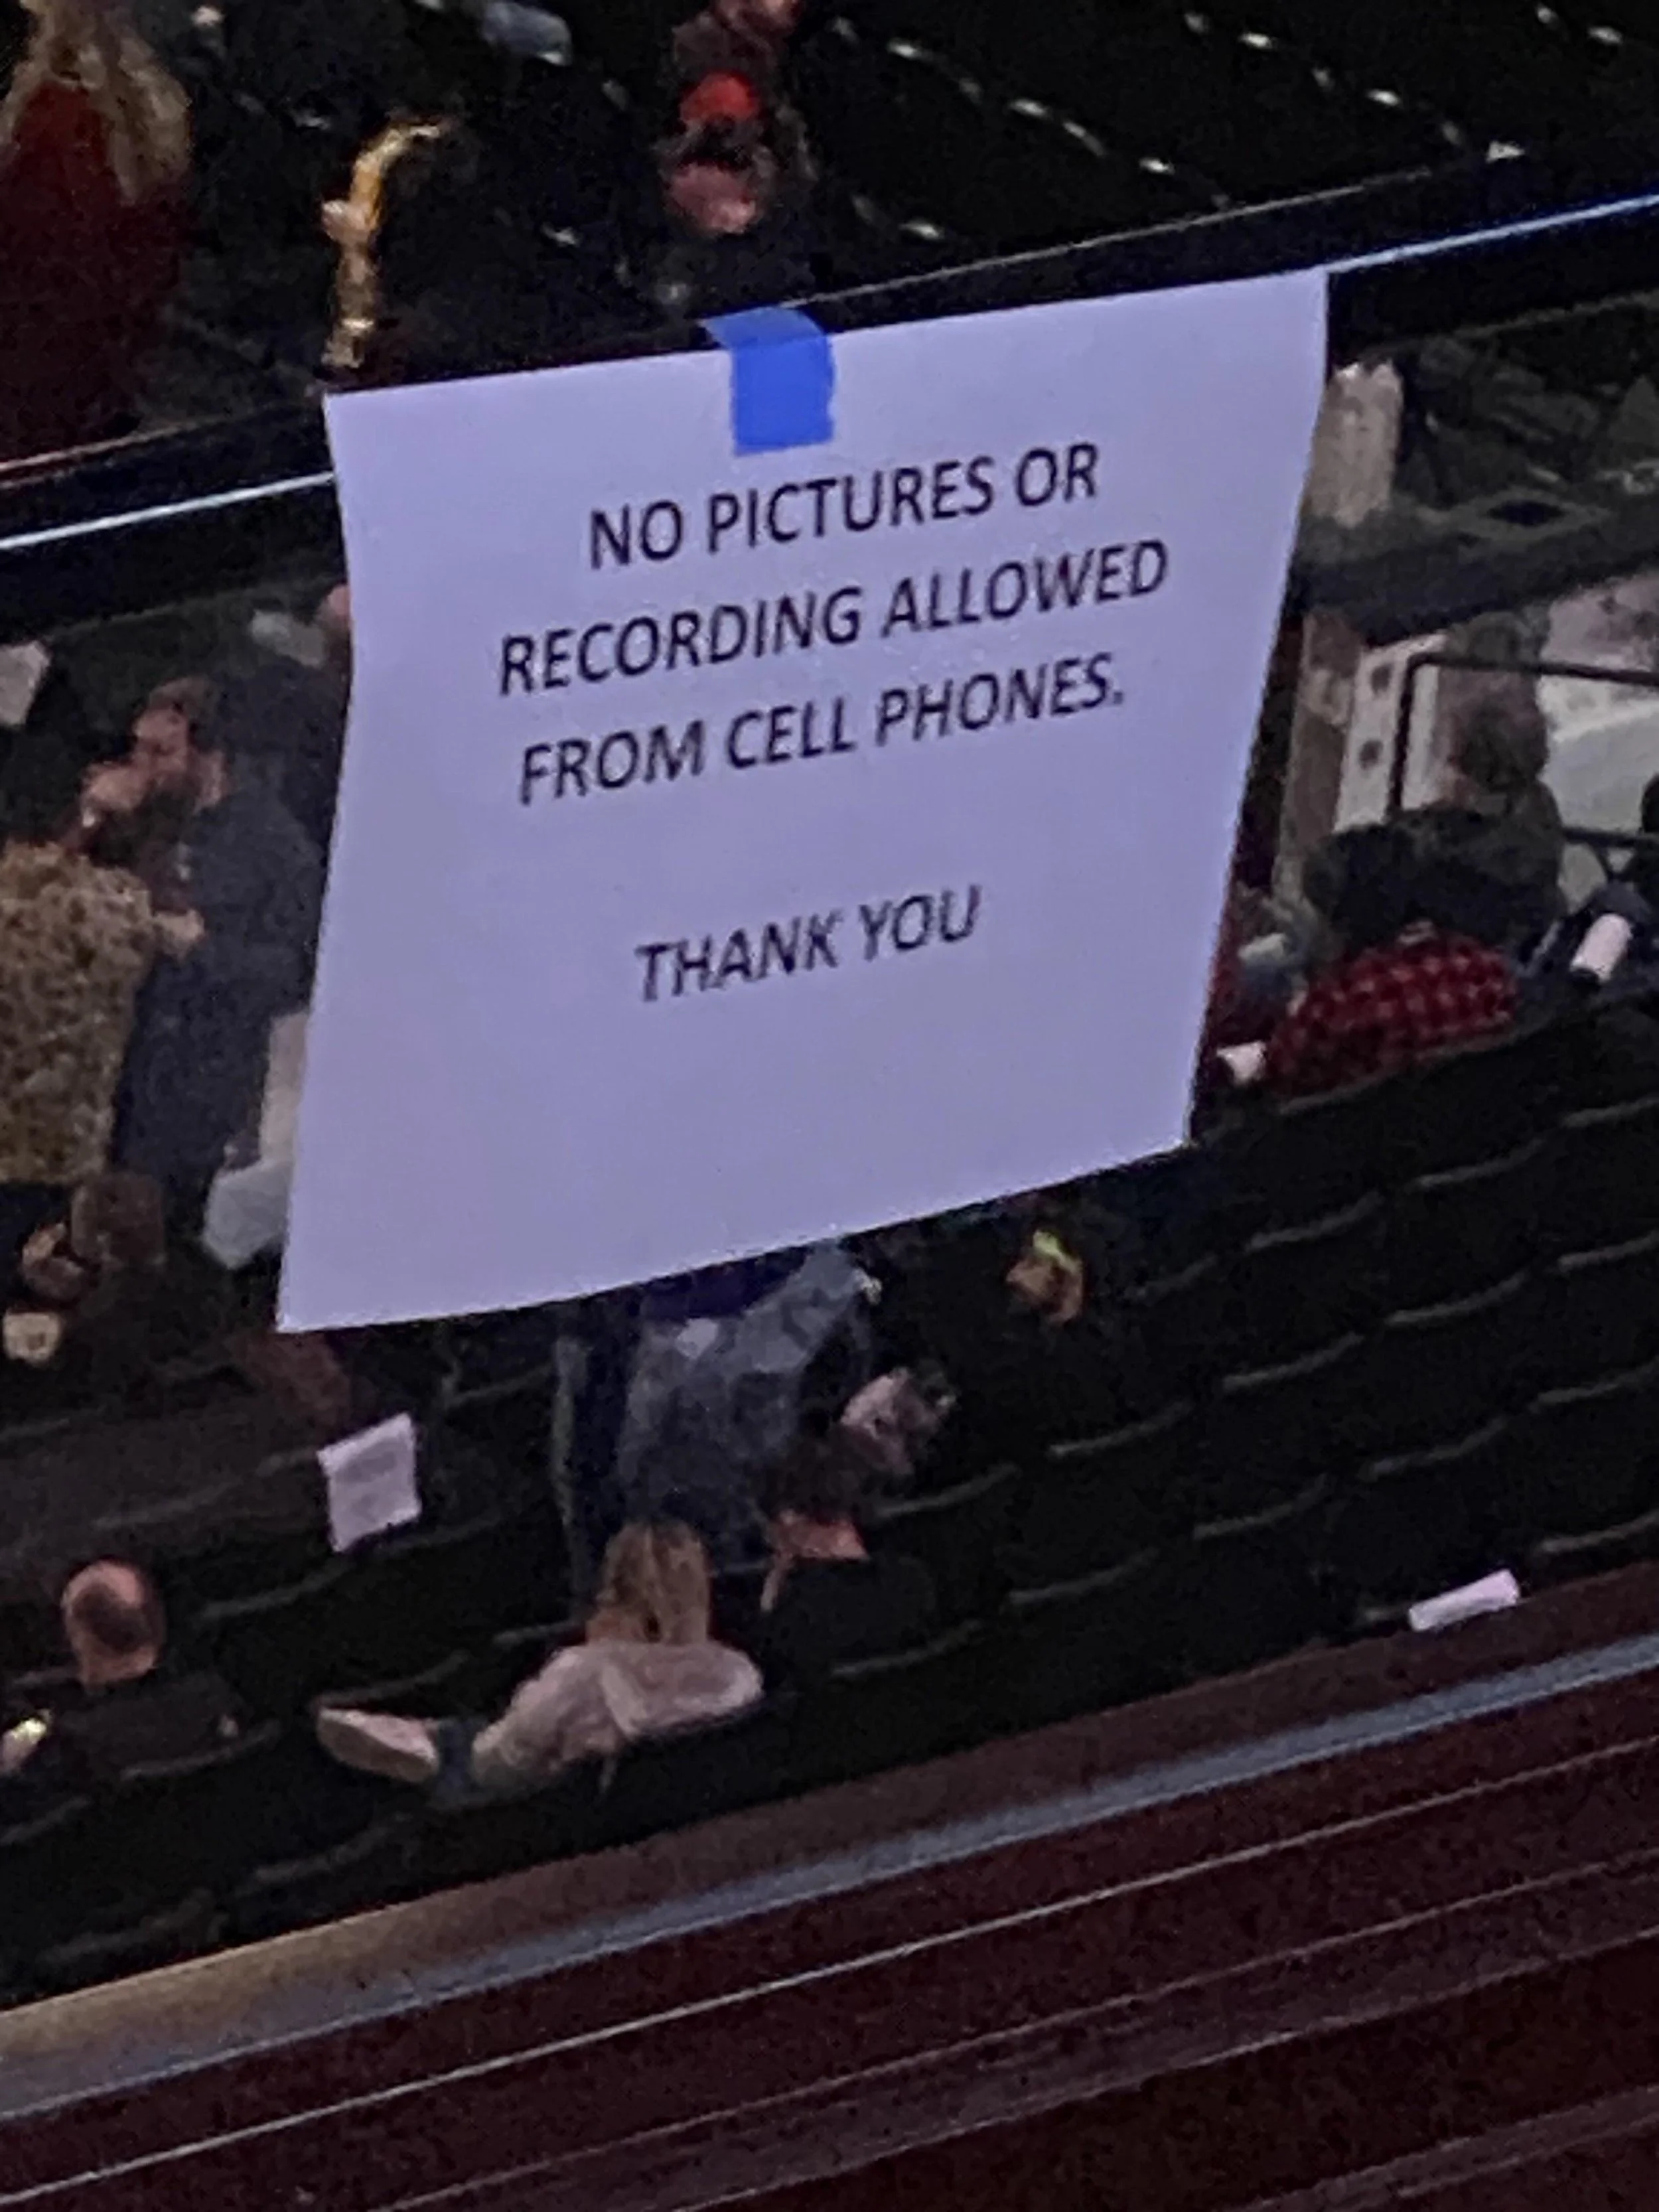 NO PICTURES OR
RECORDING ALLOWED
FROM CELL PHONES.
THANK YOU